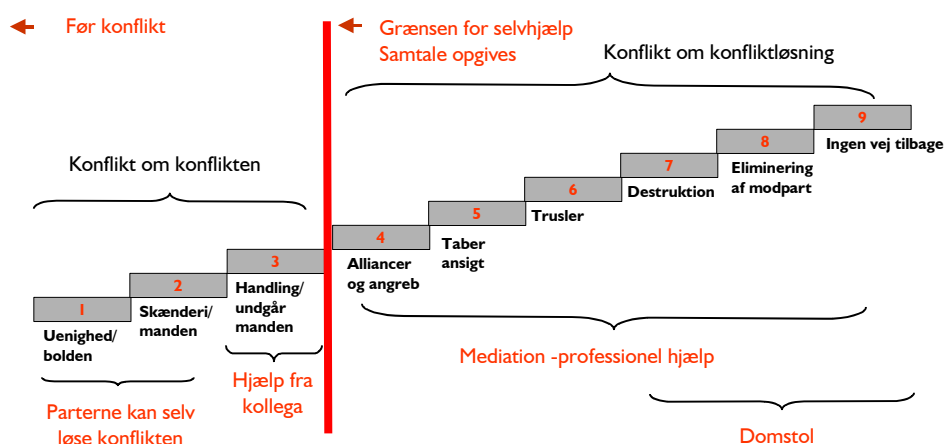 Før konflikt
Grænsen for selvhjælp
Samtale opgives
Konflikt om konfliktløsning
Konflikt om konflikten
9
Ingen vej tilbage
8
Eliminering
af modpart
7
Destruktion
6
Trusler
5
Taber
ansigt
4
Alliancer
og angreb
3
Handling/
undgår
manden
2
Skænderi/
manden
1
Uenighed/
bolden
Mediation -professionel hjælp
Hjælp fra
kollega
Parterne kan selv
løse konflikten
Domstol